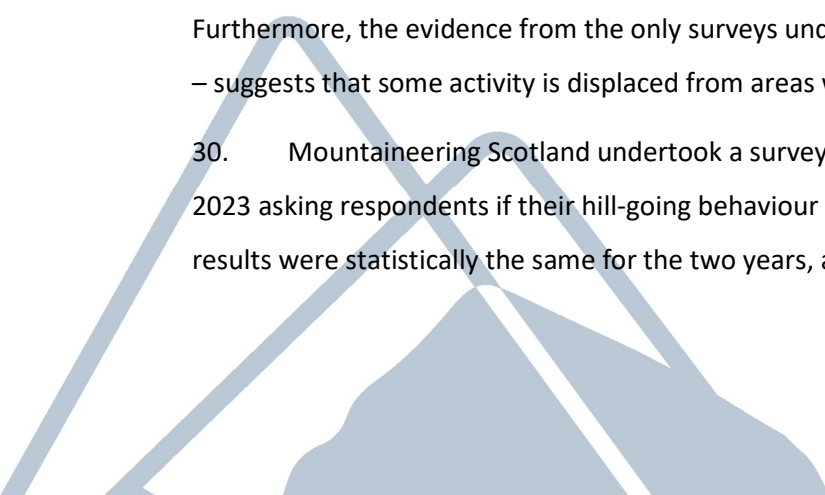 Furthermore, the evidence from the only surveys
– suggests that some activity is displaced from areas
30. Mountaineering Scotland undertook a survey
2023 asking respondents if their hill-going behaviour
results were statistically the same for the two years,